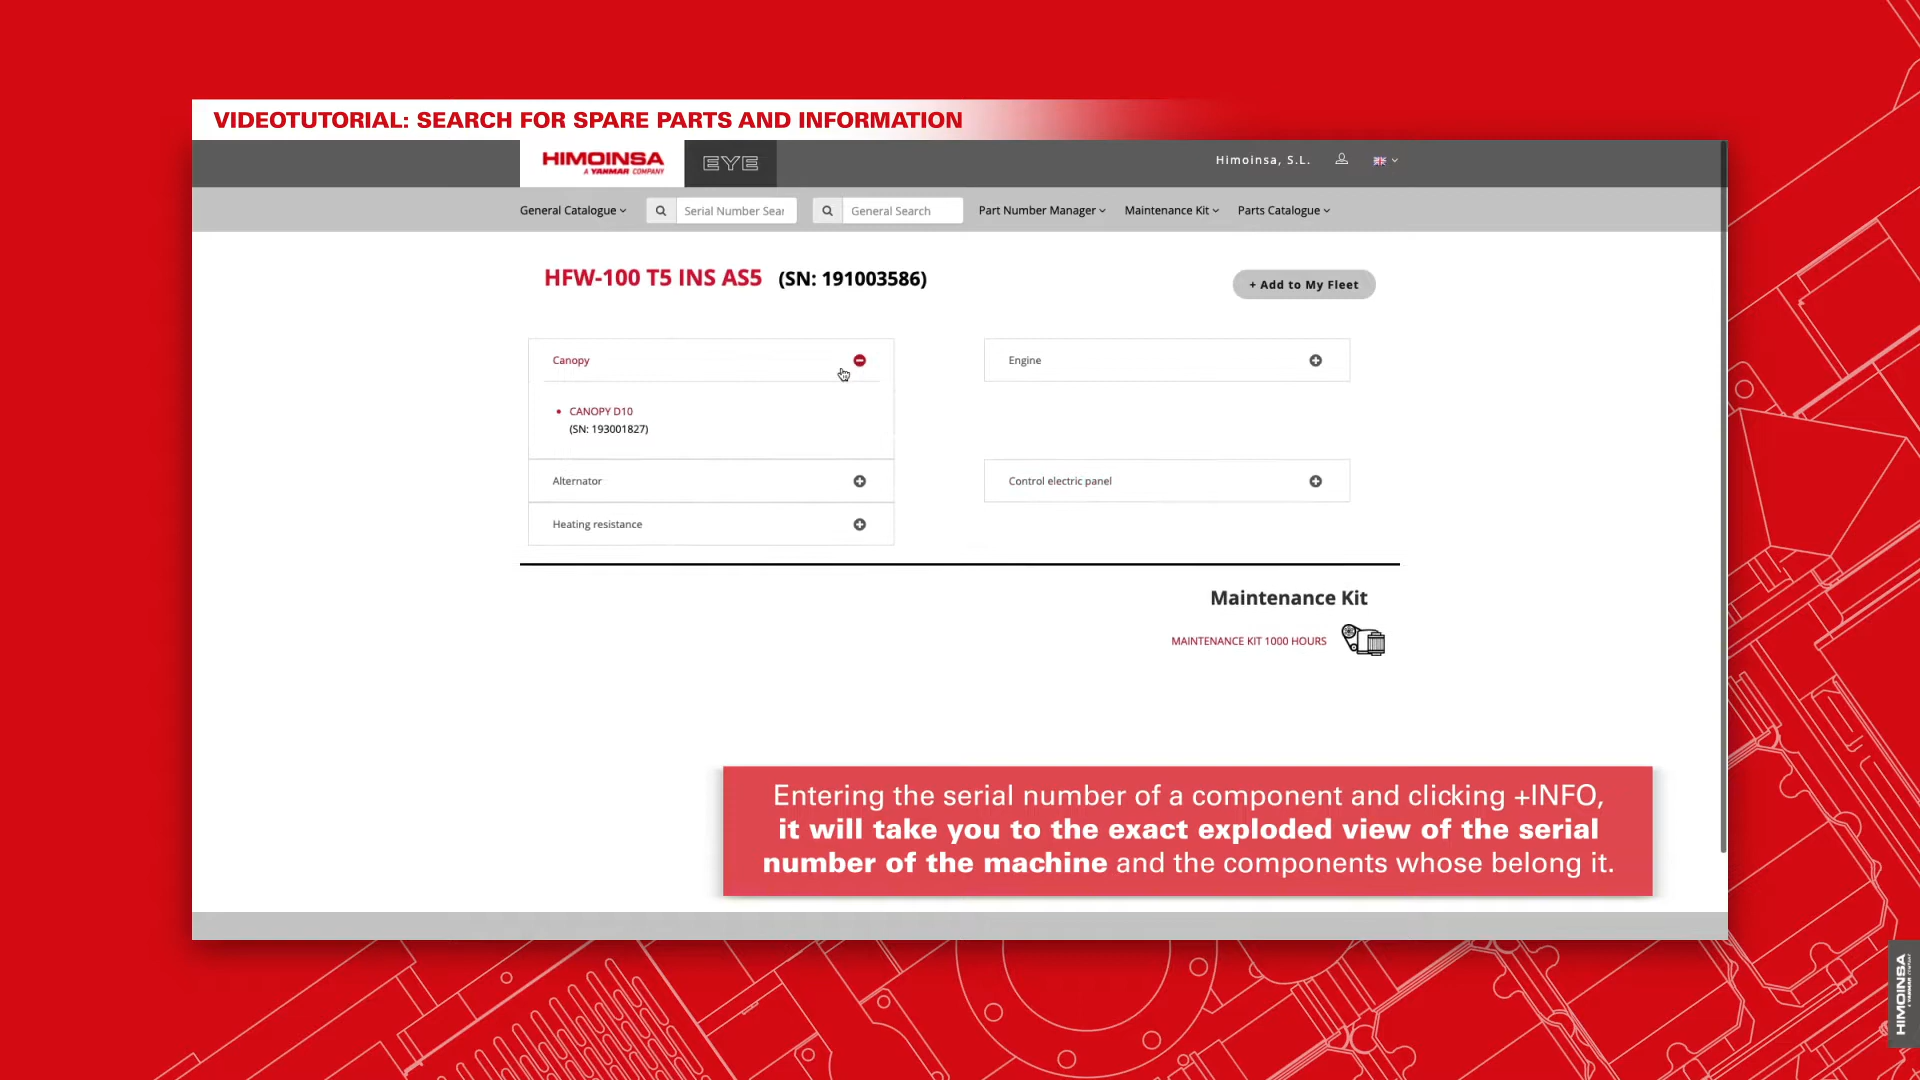 VIDEOTUTORIAL: SEARCH FOR SPARE PARTS AND INFORMATION
HIMOINSA
A YANMAR COMPANY
EYE
Himoinsa, S.L.
General Catalogue
Serial Number Sear
General Search
Part Number Manager
Maintenance Kit
Parts Catalogue
HFW-100 T5 INS AS5 (SN: 191003586)
+ Add to My Fleet
Canopy
Engine
CANOPY D10
(SN: 193001827)
Alternator
Control electric panel
Heating resistance
Maintenance Kit
MAINTENANCE KIT 1000 HOURS
Entering the serial number of a component and clicking +INFO,
it will take you to the exact exploded view of the serial
number of the machine and the components whose belong it.
HIMOINSA
A YANMAR COMPANY